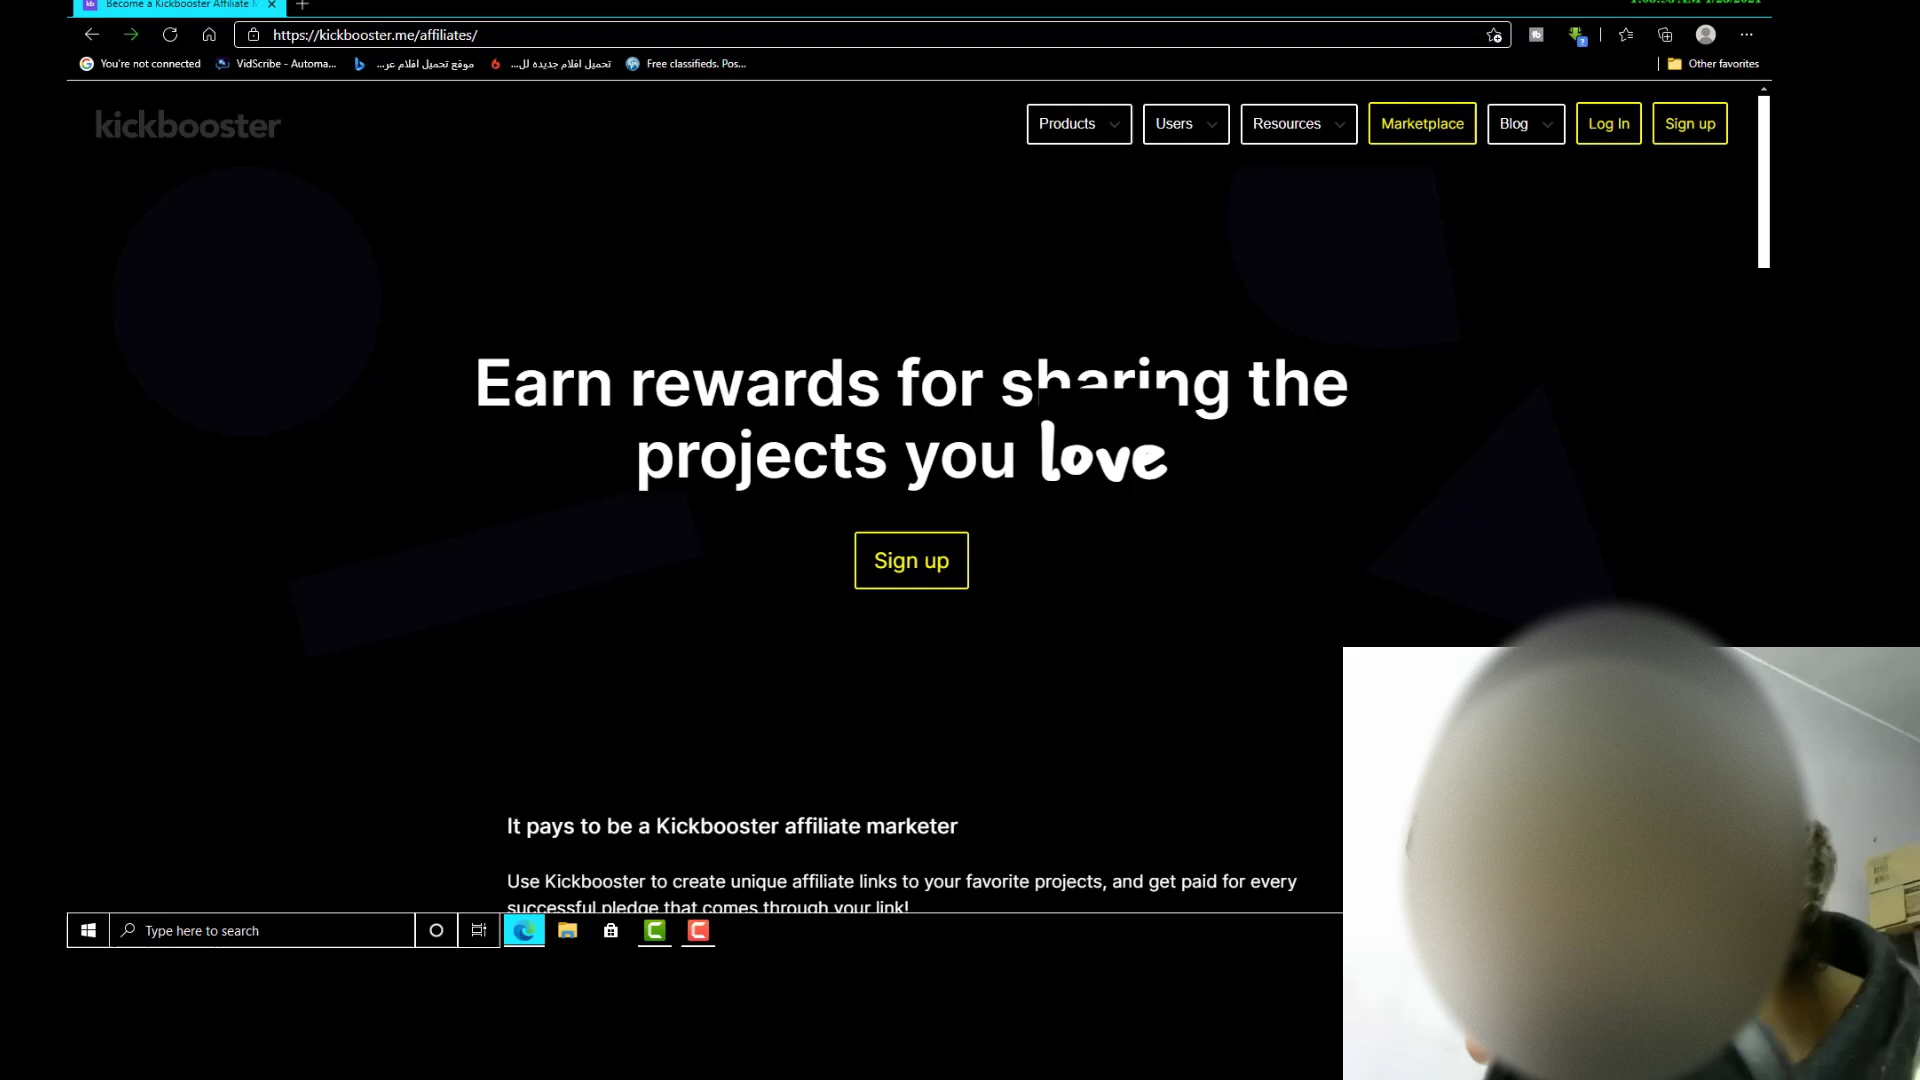 Become a Kickbooster Affiliate M
https://kickbooster.me/affiliates/
You're not connected
VidScribe - Automa...
موقع تحميل افلام عر...
تحميل افلام جديده لل...
Free classifieds. Pos...
Other favorites
kickbooster
Products
Users
Resources
Marketplace
Blog
Log In
Sign up
Earn rewards for sharing the
projects you love
Sign up
It pays to be a Kickbooster affiliate marketer
Use Kickbooster to create unique affiliate links to your favorite projects, and get paid for every
successful pledge that comes through your link!
Type here to search